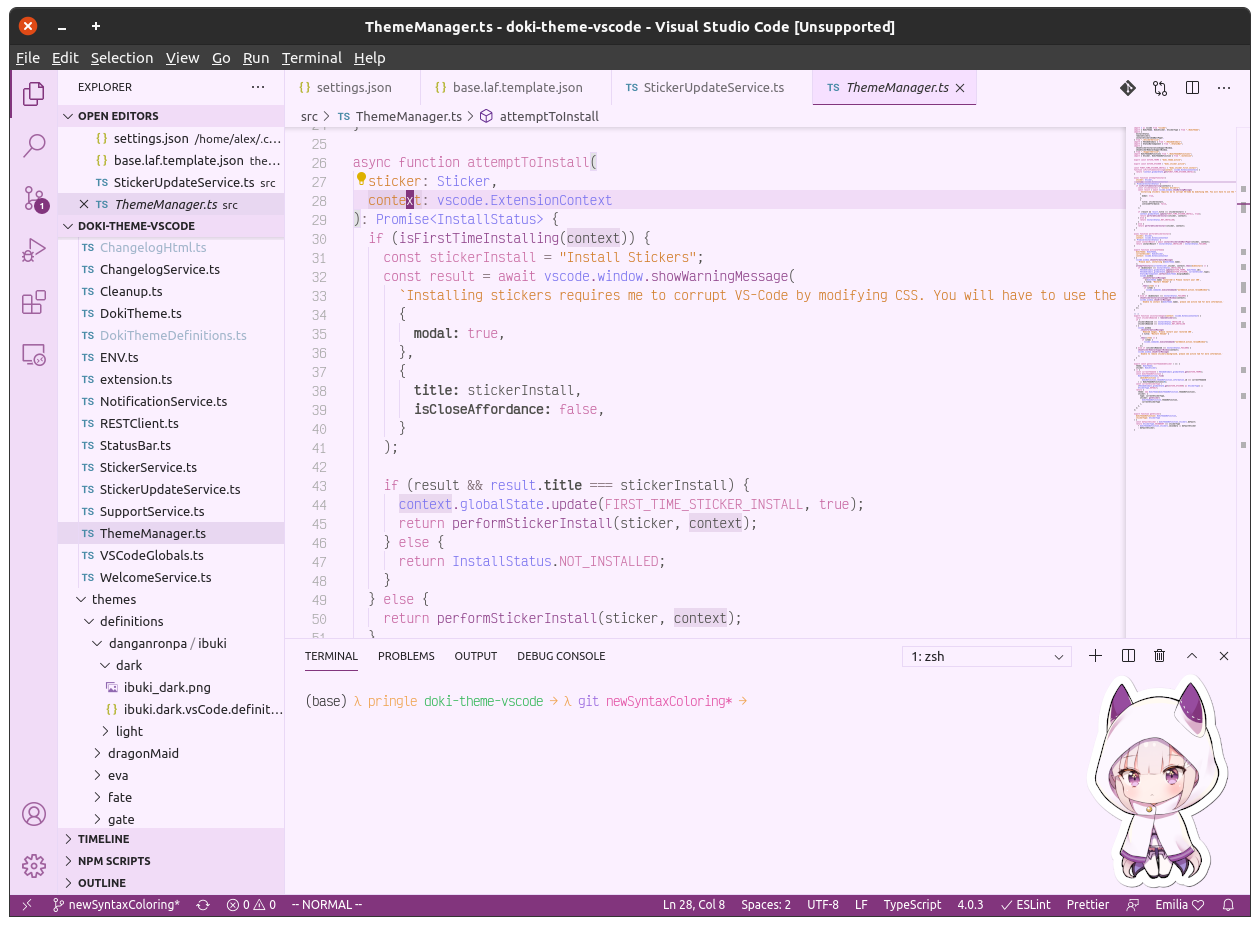 ThemeManager.ts - doki-theme-vscode - Visual Studio Code [Unsupported]
File Edit Selection View Go Run Terminal Help
EXPLORER
OPEN EDITORS
{} settings.json /home/alex/.c...
{} base.laf.template.json the...
TS StickerUpdateService.ts src
TS ThemeManager.ts src
DOKI-THEME-VSCODE
TS ChangelogHtml.ts
TS ChangelogService.ts
TS Cleanup.ts
TS DokiTheme.ts
TS DokiThemeDefinitions.ts
TS ENV.ts
TS extension.ts
TS NotificationService.ts
TS RESTClient.ts
TS StatusBar.ts
TS StickerService.ts
TS StickerUpdateService.ts
TS SupportService.ts
TS ThemeManager.ts
TS VSCodeGlobals.ts
TS WelcomeService.ts
themes
definitions
danganronpa / ibuki
dark
ibuki_dark.png
{} ibuki.dark.vsCode.definit...
light
dragonMaid
eva
fate
gate
TIMELINE
NPM SCRIPTS
OUTLINE
1
{} settings.json {} base.laf.template.json TS StickerUpdateService.ts TS ThemeManager.ts
src > TS ThemeManager.ts > attemptToInstall
25
26 async function attemptToInstall(
27 sticker: Sticker,
28 context: vscode.ExtensionContext
29 ): Promise<InstallStatus> {
30 if (isFirstTimeInstalling(context)) {
31 const stickerInstall = "Install Stickers";
32 const result = await vscode.window.showWarningMessage(
33 `Installing stickers requires me to corrupt VS-Code by modifying CSS. You will have to use the
34 {
35 modal: true,
36 },
37 {
38 title: stickerInstall,
39 isCloseAffordance: false,
40 }
41 );
42
43 if (result && result.title === stickerInstall) {
44 context.globalState.update(FIRST_TIME_STICKER_INSTALL, true);
45 return performStickerInstall(sticker, context);
46 } else {
47 return InstallStatus.NOT_INSTALLED;
48 }
49 } else {
50 return performStickerInstall(sticker, context);
51 }
TERMINAL PROBLEMS OUTPUT DEBUG CONSOLE 1: zsh
(base) λ pringle doki-theme-vscode → λ git newSyntaxColoring* →
newSyntaxColoring* 0 0 -- NORMAL -- Ln 28, Col 8 Spaces: 2 UTF-8 LF TypeScript 4.0.3 ESLint Prettier Emilia ♡